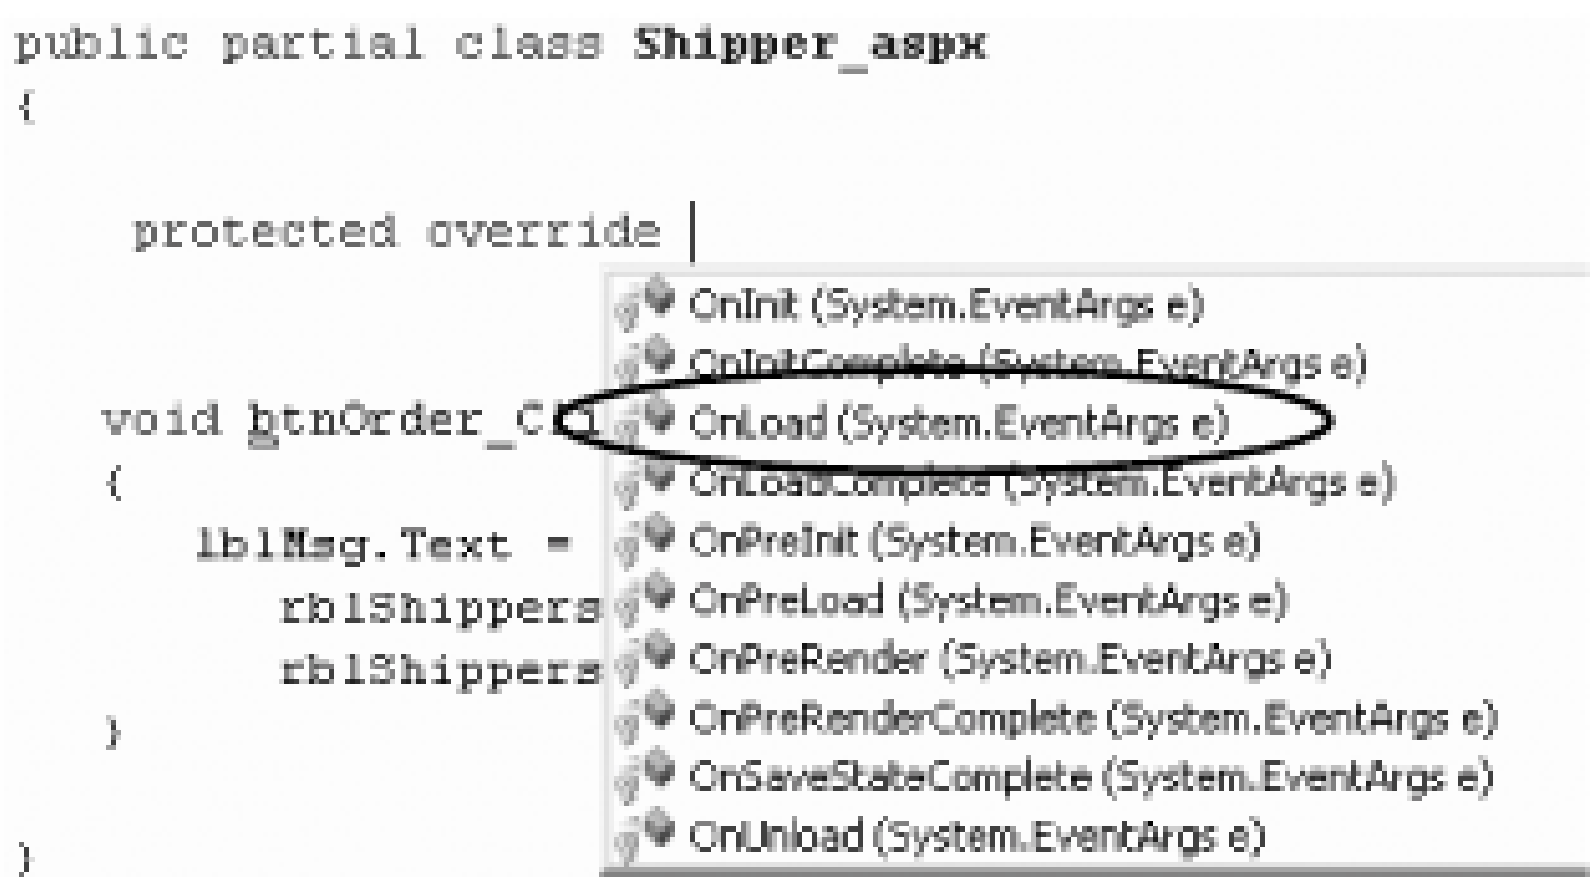 public partial class Shipper_aspx
{
protected override
OnInit (System.EventArgs e)
OnInitComplete (System.EventArgs e)
void btnOrder_Cli
OnLoad (System.EventArgs e)
{
OnLoadComplete (System.EventArgs e)
lblMsg.Text =
OnPreInit (System.EventArgs e)
rblShippers
OnPreLoad (System.EventArgs e)
rblShippers
OnPreRender (System.EventArgs e)
}
OnPreRenderComplete (System.EventArgs e)
OnSaveStateComplete (System.EventArgs e)
OnUnload (System.EventArgs e)
}